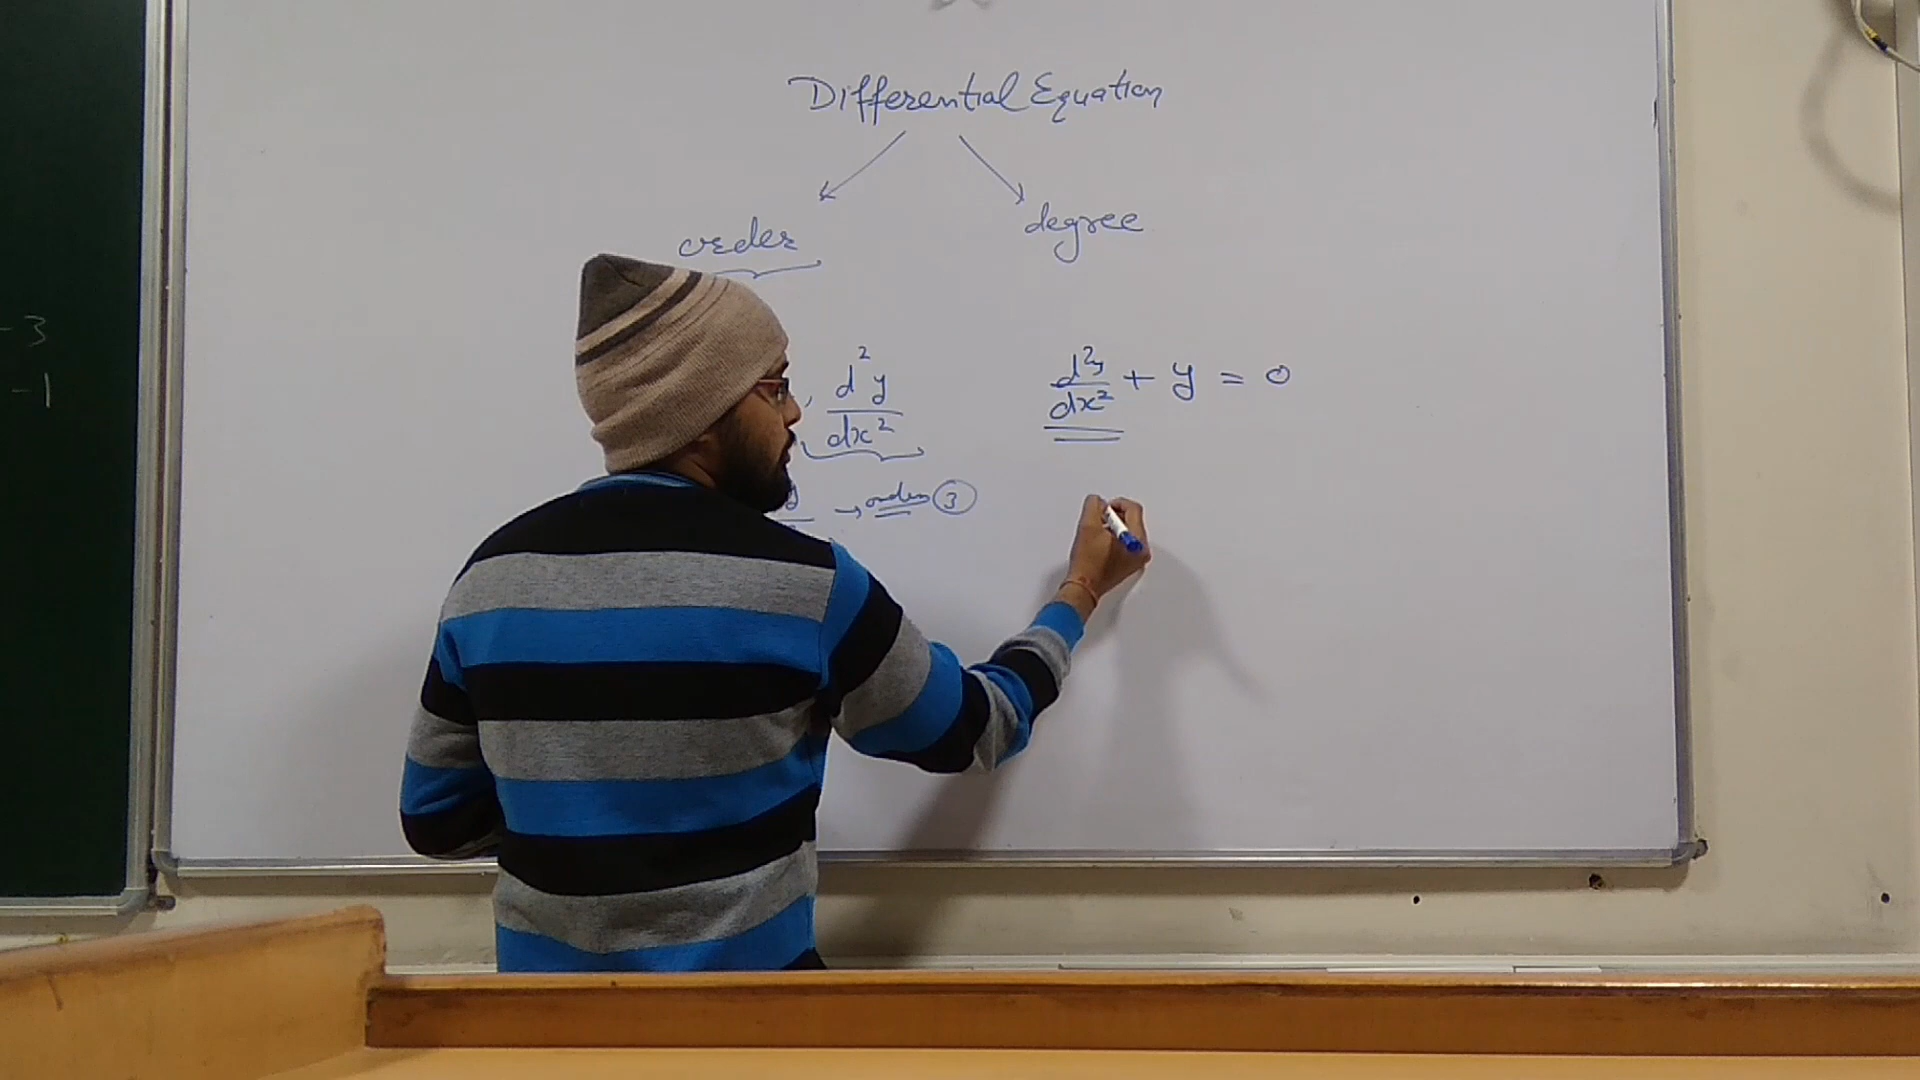 Differential Equation
order
degree
, d²y/dx²
d²y/dx² + y = 0
y → order ③
- 3
- 1